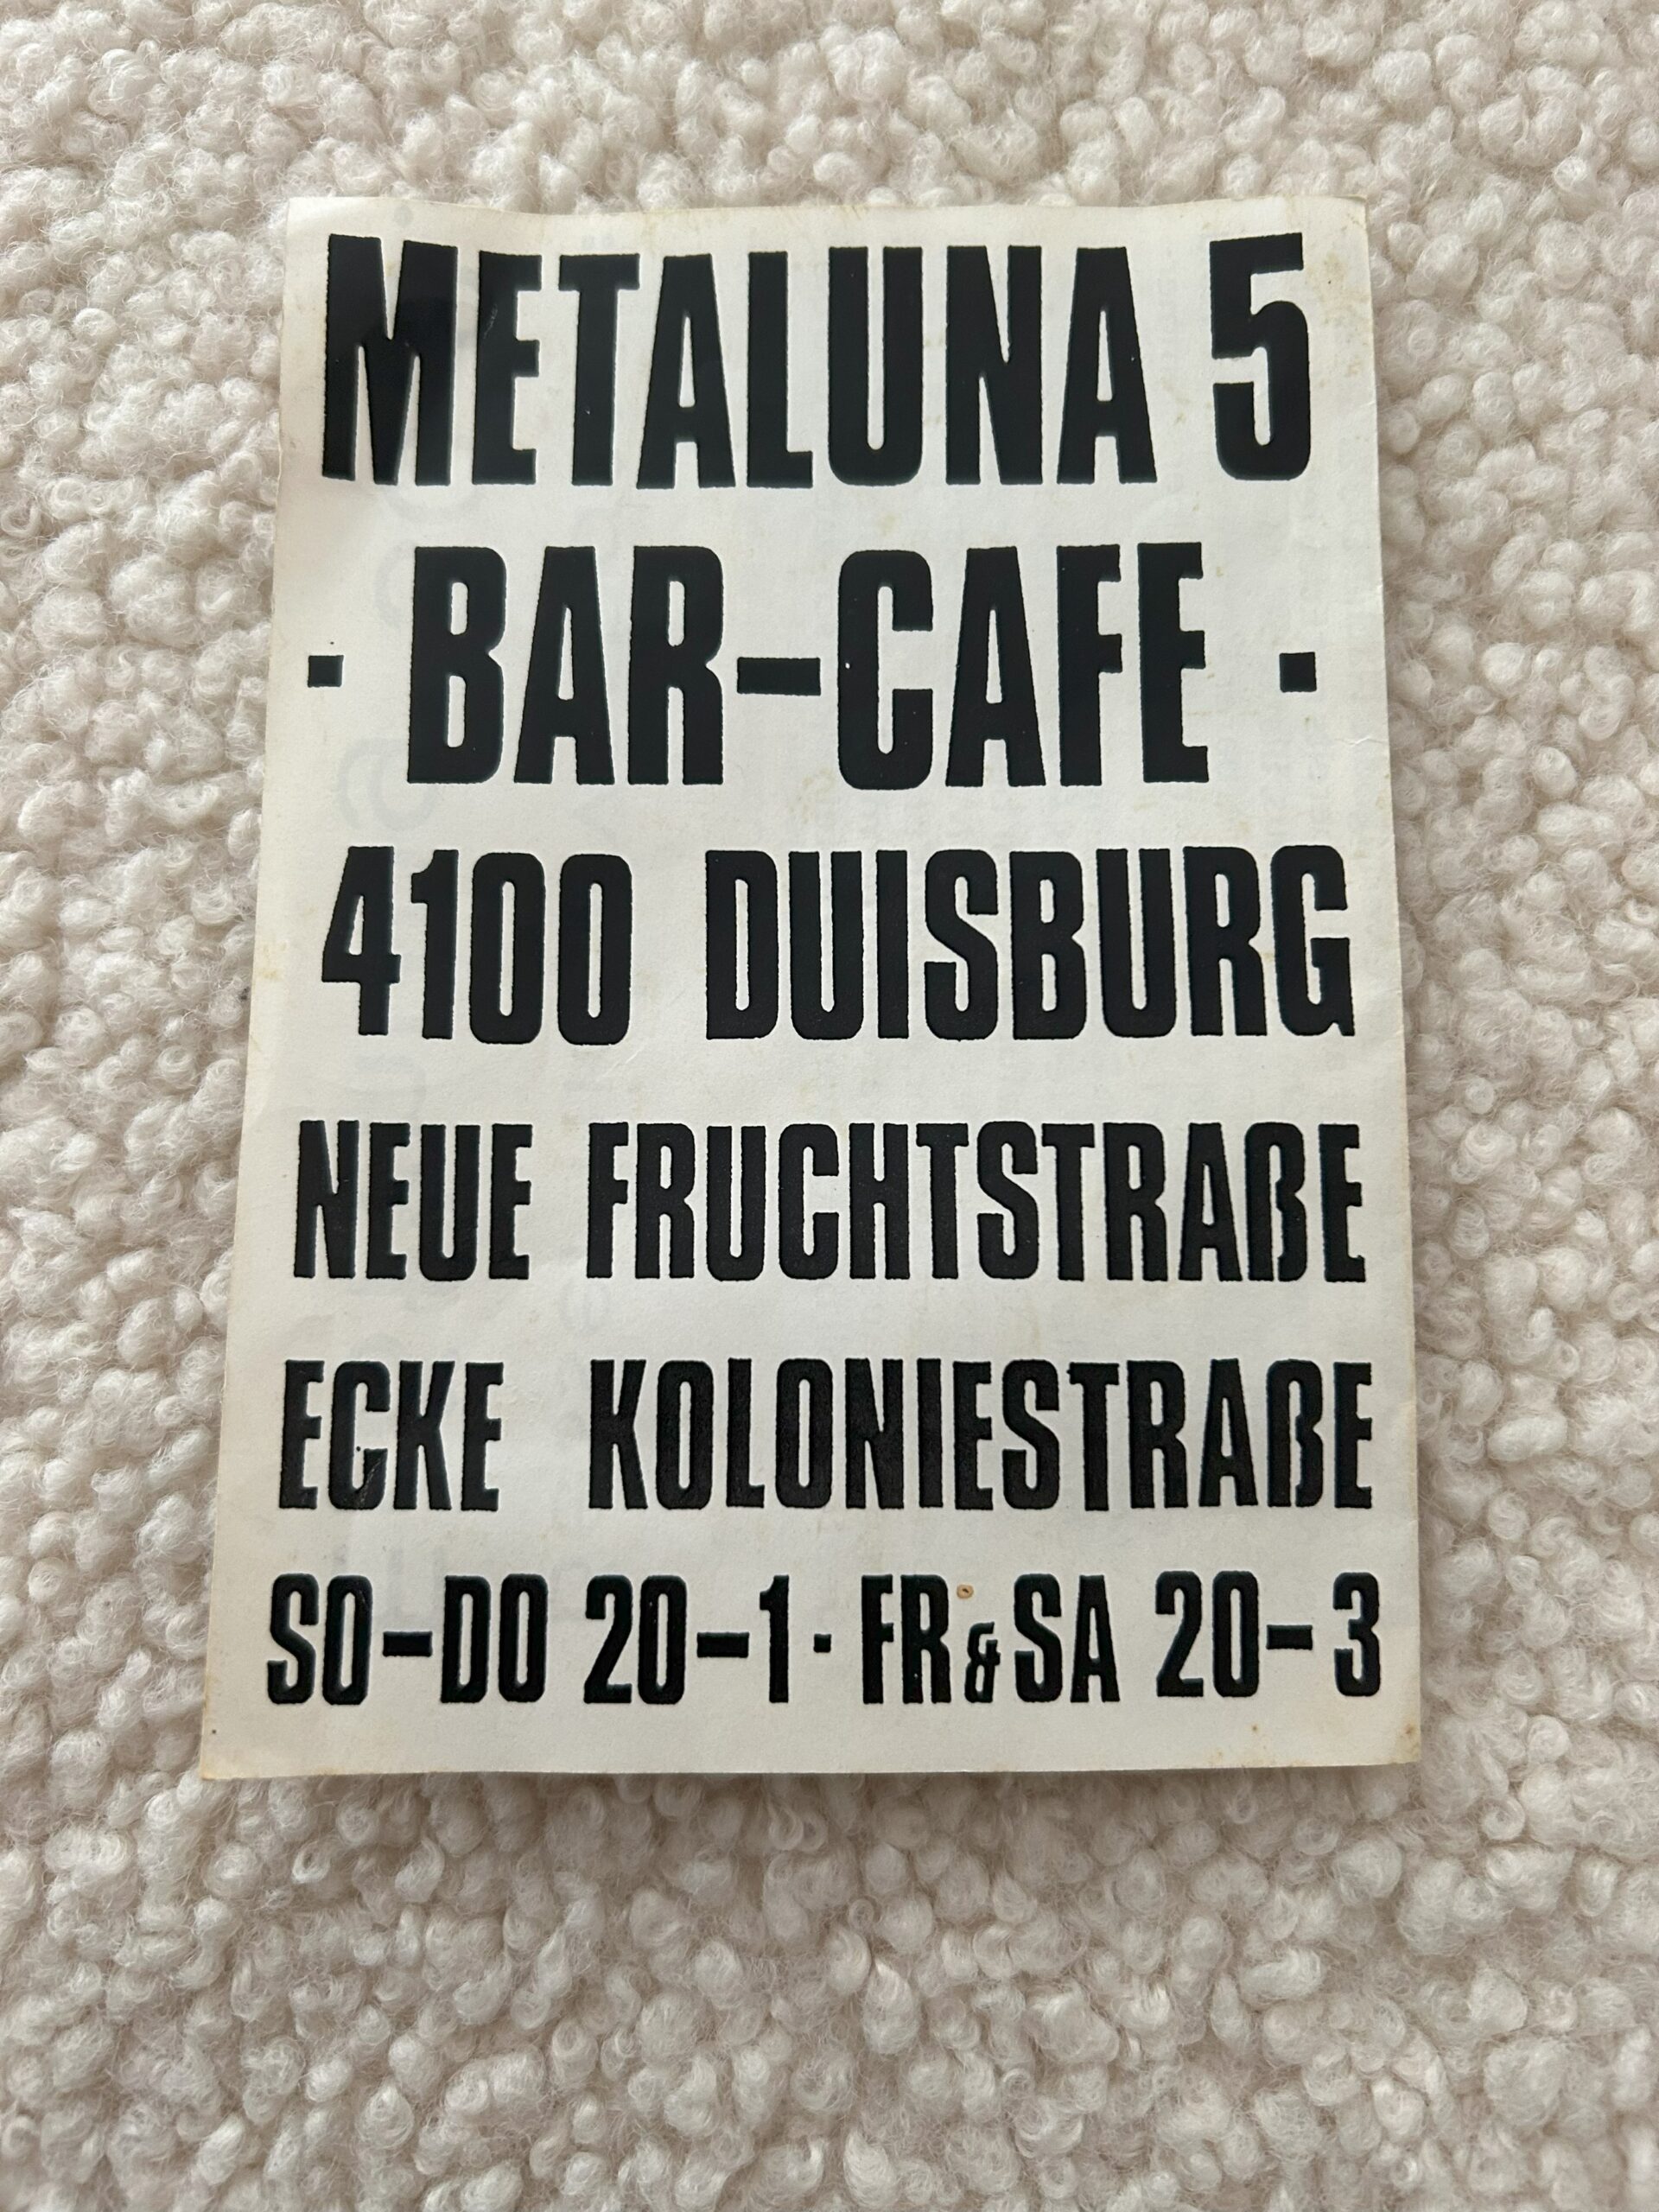 METALUNA 5
· BAR–CAFE ·
4100 DUISBURG
NEUE FRUCHTSTRAßE
ECKE KOLONIESTRAßE
SO–DO 20–1 · FR & SA 20–3